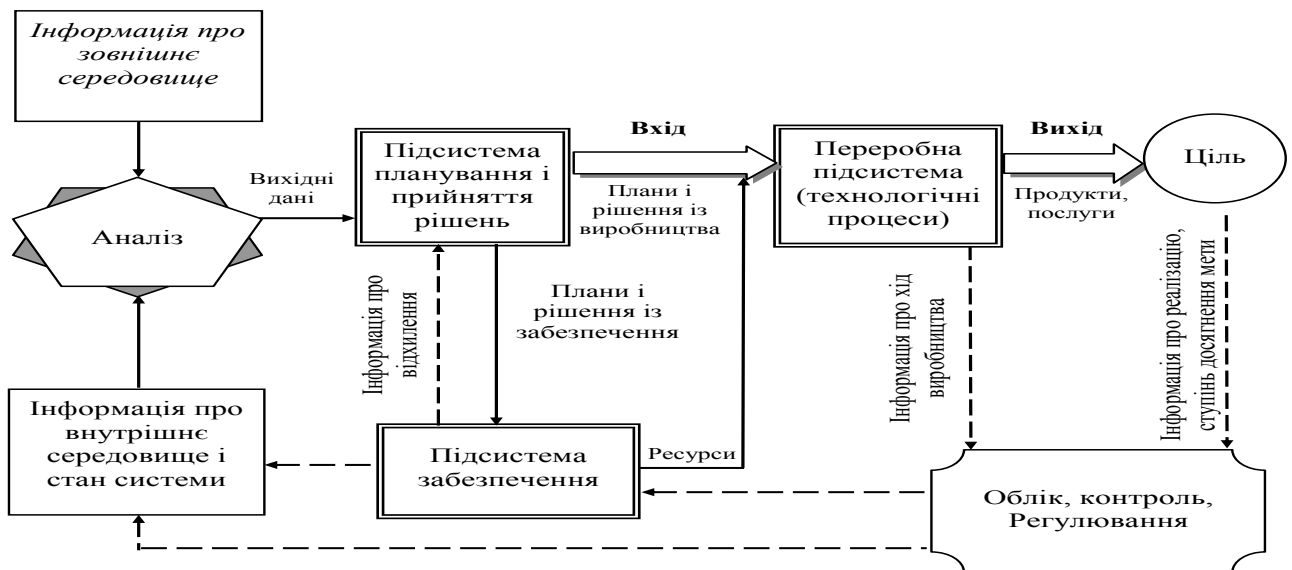 Інформація про
зовнішнє
середовище
Аналіз
Вихідні
дані
Підсистема
планування і
прийняття
рішень
Вхід
Плани і
рішення із
виробництва
Переробна
підсистема
(технологічні
процеси)
Вихід
Продукти,
послуги
Ціль
Інформація про
відхилення
Плани і
рішення із
забезпечення
Інформація про хід
виробництва
Інформація про реалізацію,
ступінь досягнення мети
Інформація про
внутрішнє
середовище і
стан системи
Підсистема
забезпечення
Ресурси
Облік, контроль,
Регулювання